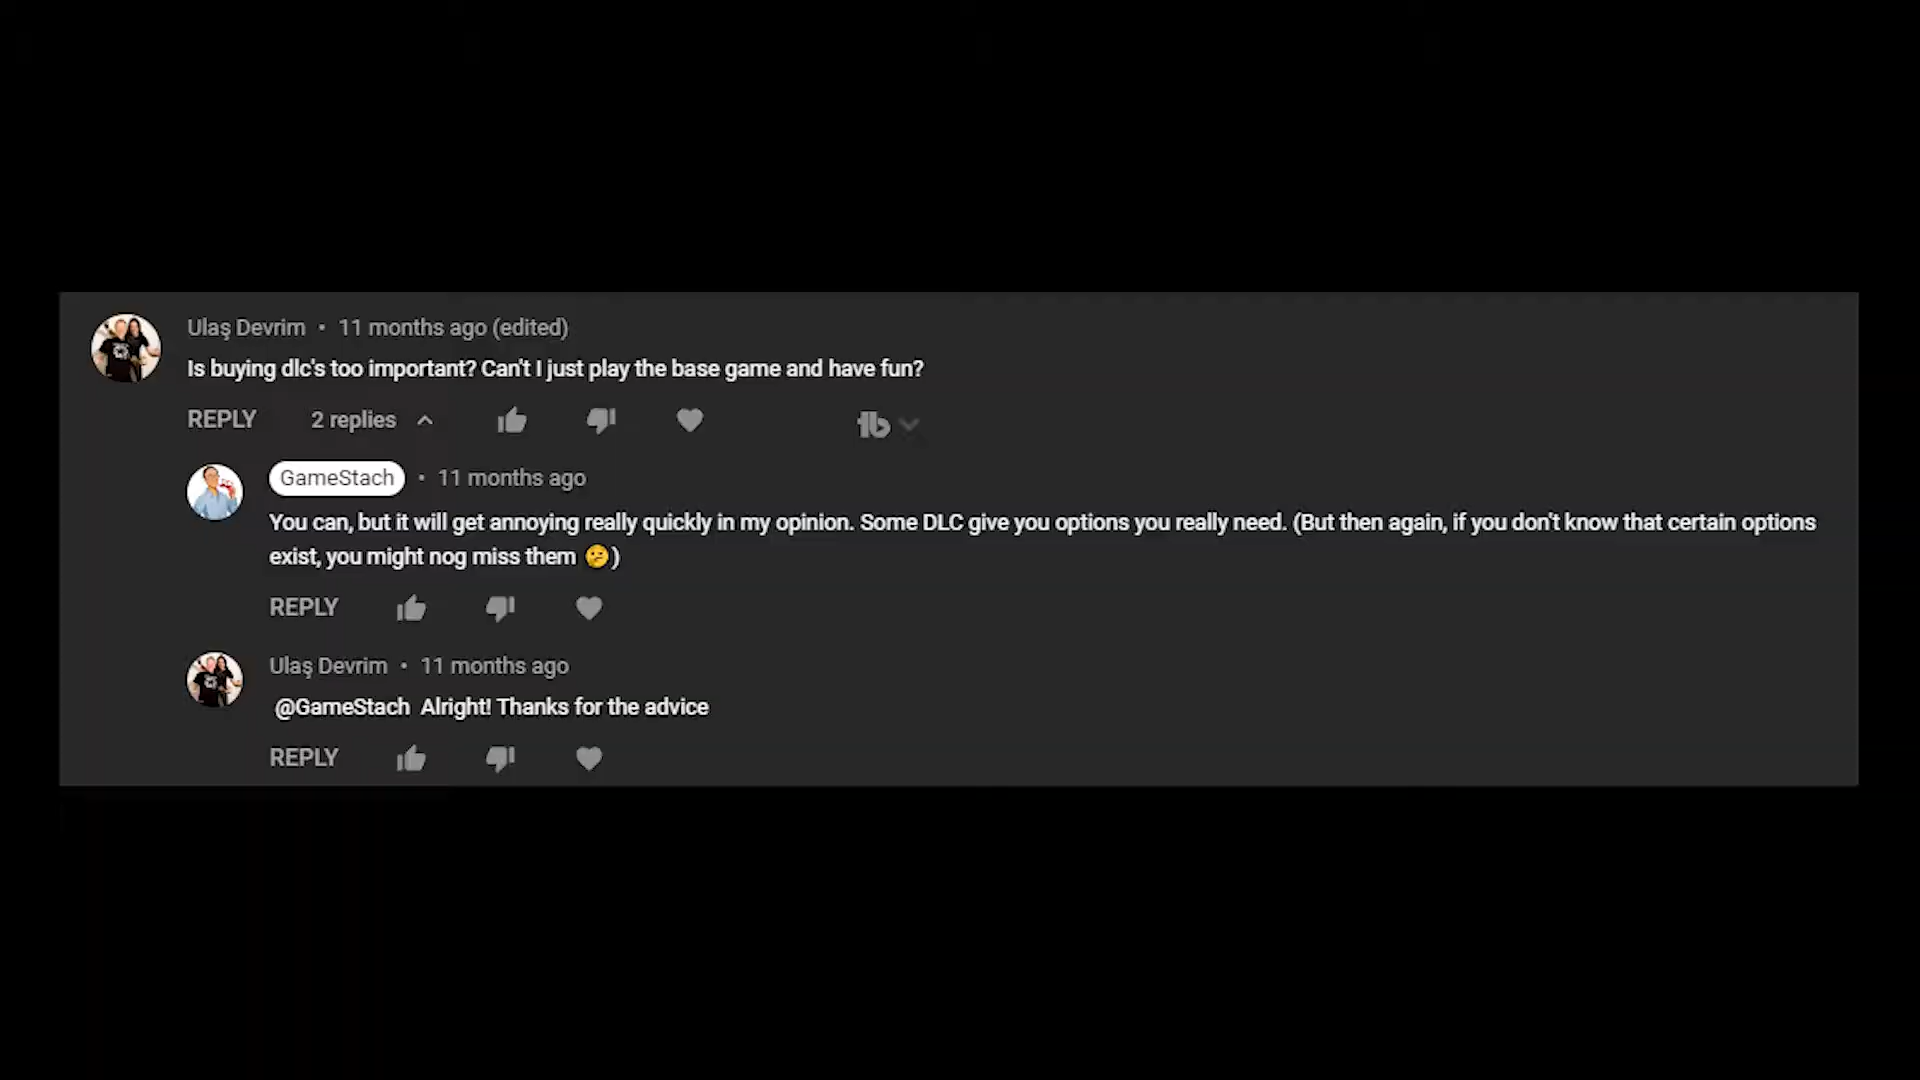 Ulaş Devrim • 11 months ago (edited)
Is buying dlc's too important? Can't I just play the base game and have fun?
REPLY 2 replies
GameStach • 11 months ago
You can, but it will get annoying really quickly in my opinion. Some DLC give you options you really need. (But then again, if you don't know that certain options
exist, you might nog miss them 🤔)
REPLY
Ulaş Devrim • 11 months ago
@GameStach Alright! Thanks for the advice
REPLY